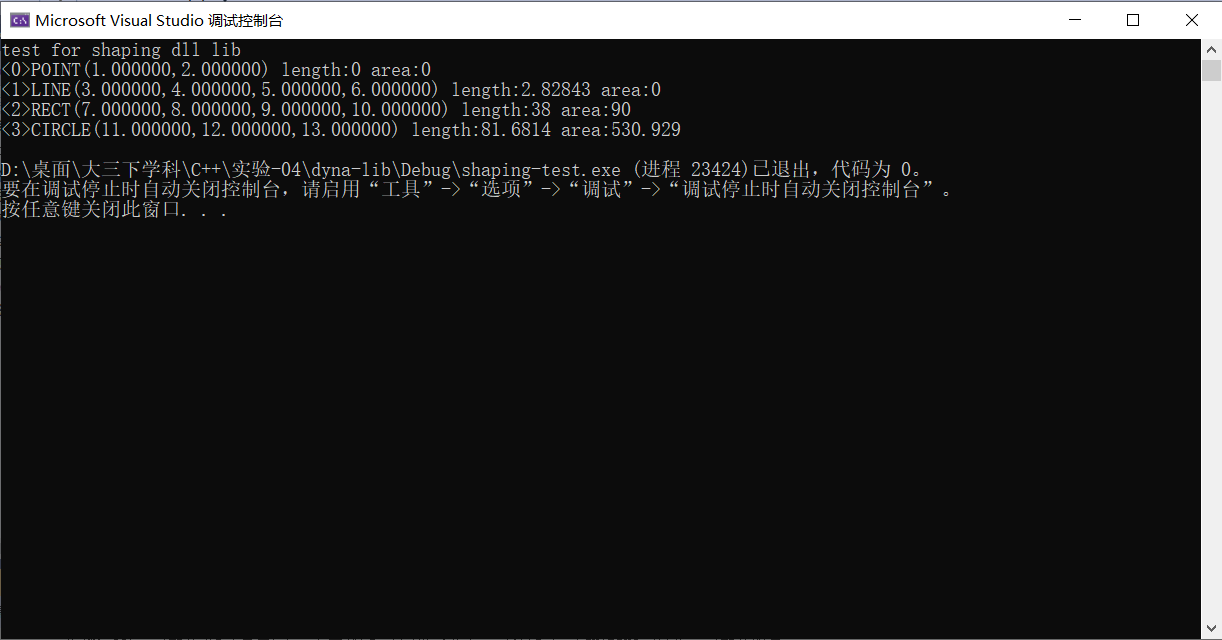 Microsoft Visual Studio 调试控制台
test for shaping dll lib
<0>POINT(1.000000,2.000000) length:0 area:0
<1>LINE(3.000000,4.000000,5.000000,6.000000) length:2.82843 area:0
<2>RECT(7.000000,8.000000,9.000000,10.000000) length:38 area:90
<3>CIRCLE(11.000000,12.000000,13.000000) length:81.6814 area:530.929
D:\桌面\大三下学科\C++\实验-04\dyna-lib\Debug\shaping-test.exe (进程 23424)已退出，代码为 0。
要在调试停止时自动关闭控制台，请启用“工具”->“选项”->“调试”->“调试停止时自动关闭控制台”。
按任意键关闭此窗口. . .